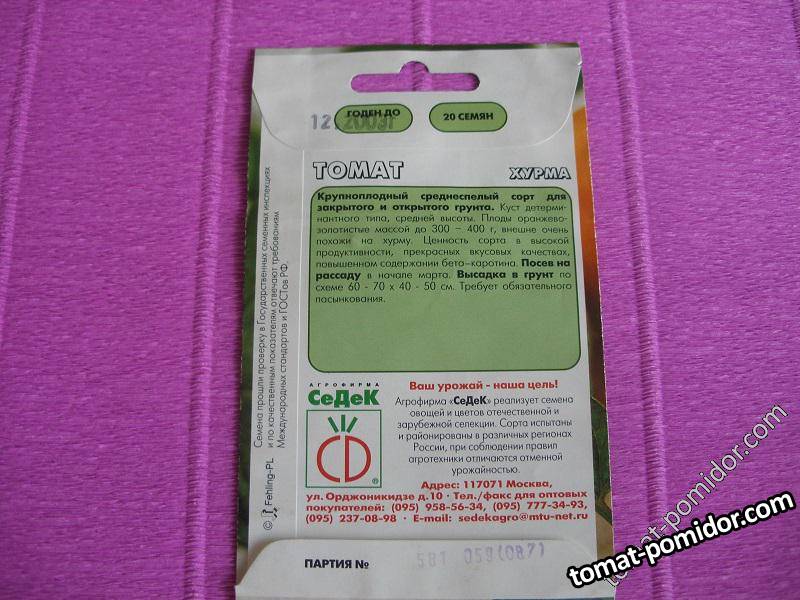 ГОДЕН ДО
12.2003г
20 СЕМЯН
ТОМАТ
ХУРМА
Крупноплодный среднеспелый сорт для
закрытого и открытого грунта. Куст детерми-
нантного типа, средней высоты. Плоды оранжево-
золотистые массой до 300 – 400 г, внешне очень
похожи на хурму. Ценность сорта в высокой
продуктивности, прекрасных вкусовых качествах,
повышенном содержании бето–каротина. Посев на
рассаду в начале марта. Высадка в грунт по
схеме 60 - 70 х 40 - 50 см. Требует обязательного
пасынкования.
Семена прошли проверку в Государственных семенных инспекциях
и по качественным показателям отвечают требованиям
Международных стандартов и ГОСТов РФ.
© Fehling-PL
АГРОФИРМА
СеДеК
®
Ваш урожай - наша цель!
Агрофирма «СеДеК» реализует семена
овощей и цветов отечественной и
зарубежной селекции. Сорта испытаны
и районированы в различных регионах
России, при соблюдении правил
агротехники отличаются отменной
урожайностью.
Адрес: 117071 Москва,
ул. Орджоникидзе д.10 • Тел./факс для оптовых
покупателей: (095) 958-56-34, (095) 777-34-93,
(095) 237-08-98 • E-mail: sedekagro@mtu-net.ru
ПАРТИЯ №
581 059(087)
tomat-pomidor.com
tomat-pomidor.com